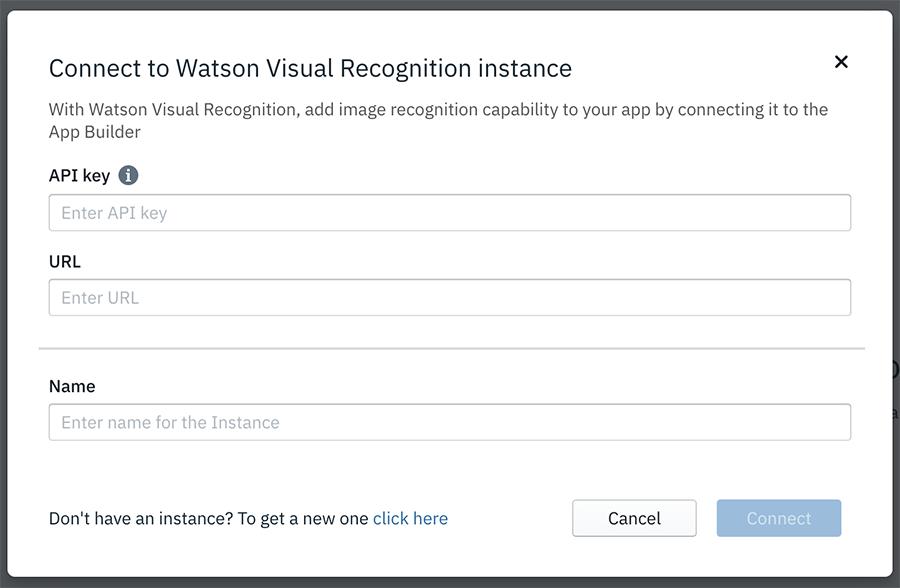 Connect to Watson Visual Recognition instance
With Watson Visual Recognition, add image recognition capability to your app by connecting it to the
App Builder
API key
Enter API key
URL
Enter URL
Name
Enter name for the Instance
Don't have an instance? To get a new one click here
Cancel
Connect